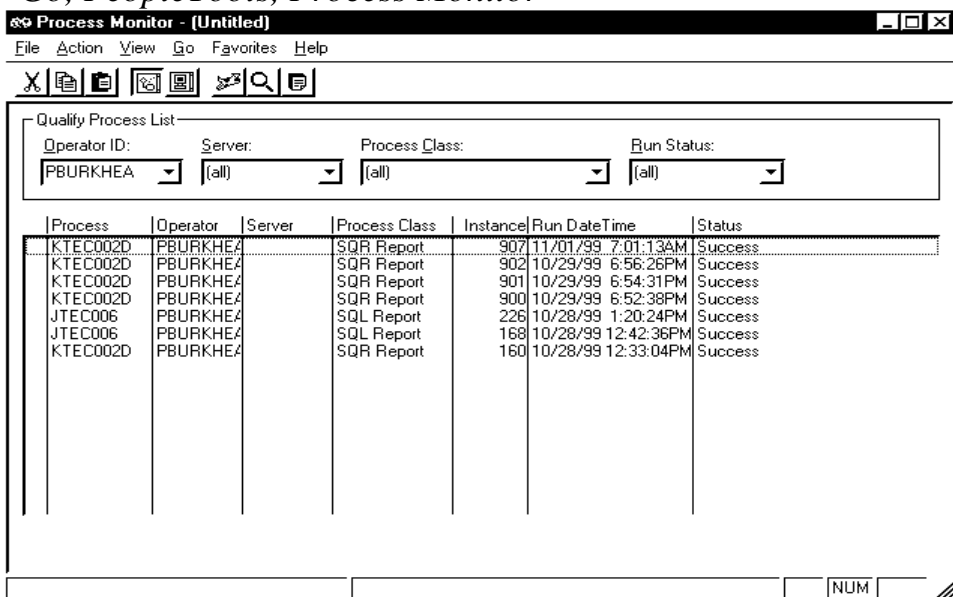 Go, PeopleTools, Process Monitor
Process Monitor - (Untitled)
File Action View Go Favorites Help
Qualify Process List
Operator ID: Server: Process Class: Run Status:
PBURKHEA (all) (all) (all)
Process Operator Server Process Class Instance Run DateTime Status
KTEC002D PBURKHEA SQR Report 907 11/01/99 7:01:13AM Success
KTEC002D PBURKHEA SQR Report 902 10/29/99 6:56:26PM Success
KTEC002D PBURKHEA SQR Report 901 10/29/99 6:54:31PM Success
KTEC002D PBURKHEA SQR Report 900 10/29/99 6:52:38PM Success
JTEC006 PBURKHEA SQL Report 226 10/28/99 1:20:24PM Success
JTEC006 PBURKHEA SQL Report 168 10/28/99 12:42:36PM Success
KTEC002D PBURKHEA SQR Report 160 10/28/99 12:33:04PM Success
NUM